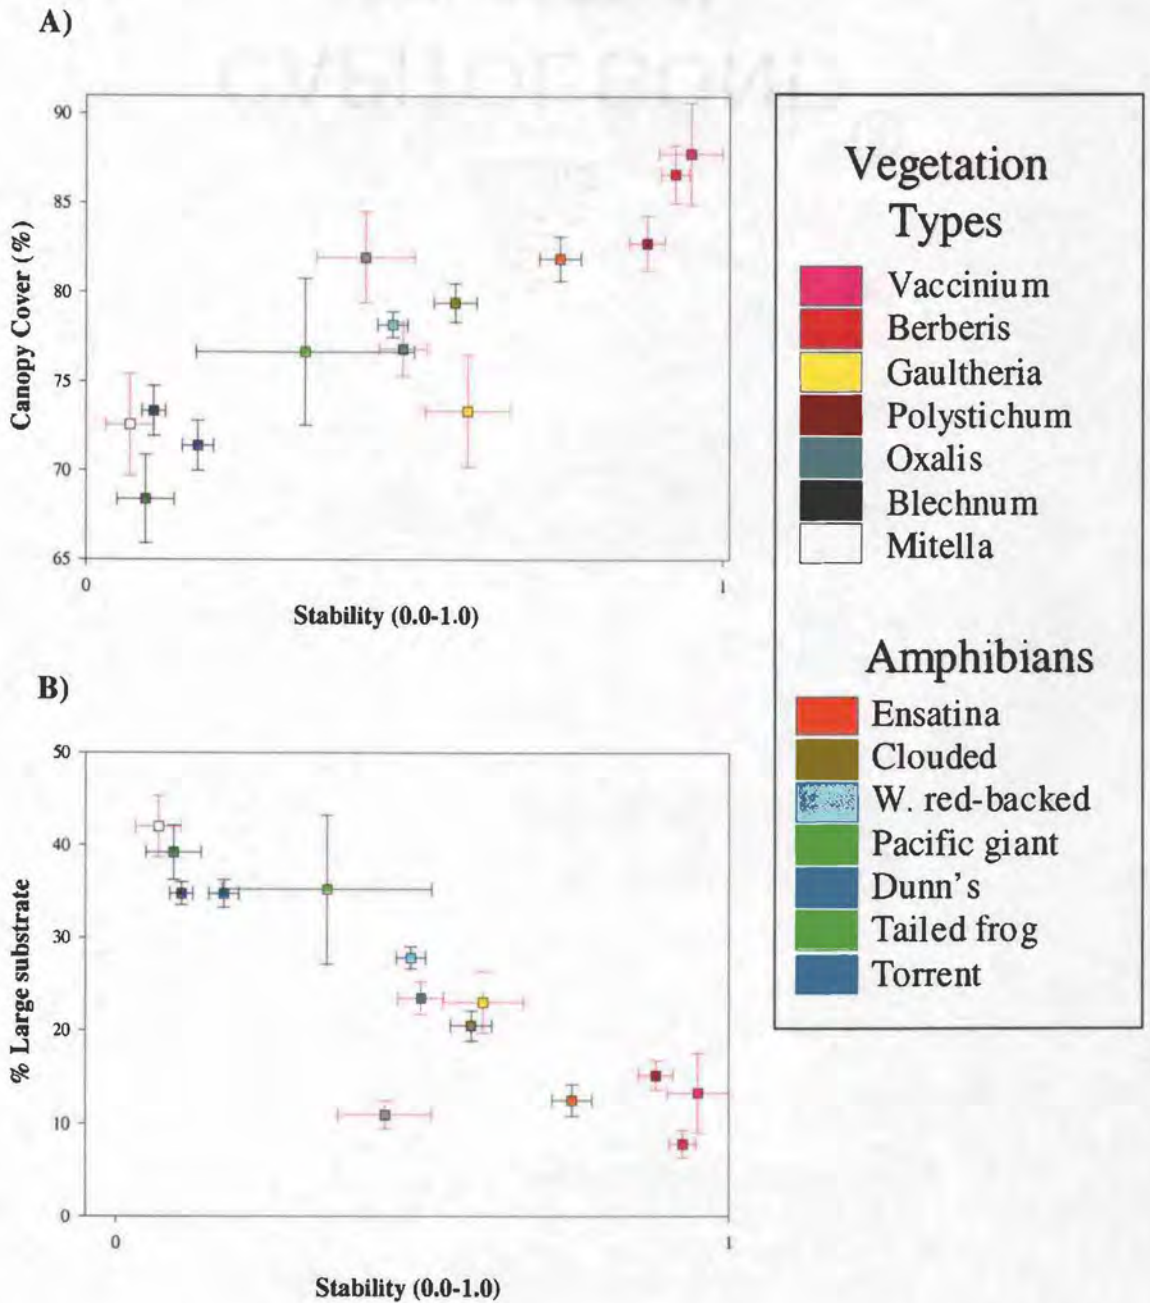 A)
90
85
80
75
70
65
Canopy Cover (%)
0
1
Stability (0.0-1.0)
B)
50
40
30
20
10
0
% Large substrate
0
1
Stability (0.0-1.0)
Vegetation
Types
Vaccinium
Berberis
Gaultheria
Polystichum
Oxalis
Blechnum
Mitella
Amphibians
Ensatina
Clouded
W. red-backed
Pacific giant
Dunn's
Tailed frog
Torrent